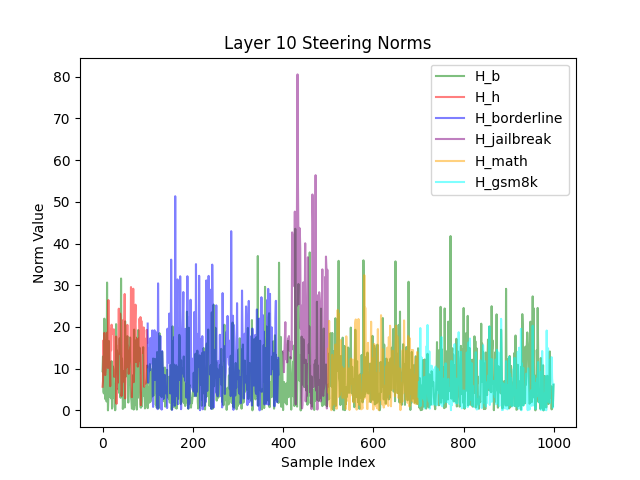 Layer 10 Steering Norms
Norm Value
80
70
60
50
40
30
20
10
0
0
200
400
600
800
1000
Sample Index
H_b
H_h
H_borderline
H_jailbreak
H_math
H_gsm8k